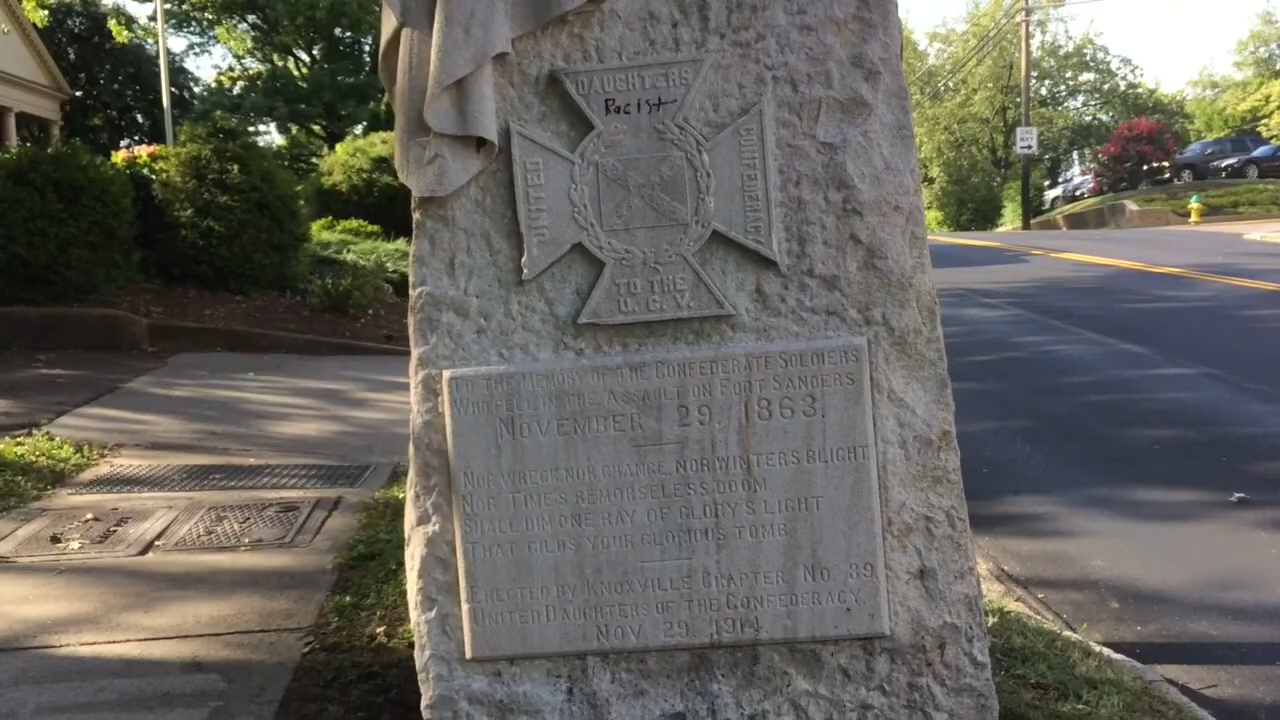 DAUGHTERS
Racist
UNITED
CONFEDERACY
TO THE
U.C.V.
TO THE MEMORY OF THE CONFEDERATE SOLDIERS
WHO FELL IN THE ASSAULT ON FORT SANDERS
NOVEMBER 29, 1863.
NOR WRECK, NOR CHANGE, NOR WINTER'S BLIGHT
NOR TIME'S REMORSELESS DOOM,
SHALL DIM ONE RAY OF GLORY'S LIGHT
THAT GILDS YOUR GLORIOUS TOMB.
ERECTED BY KNOXVILLE CHAPTER, NO. 89
UNITED DAUGHTERS OF THE CONFEDERACY.
NOV. 29, 1914
ONE
WAY